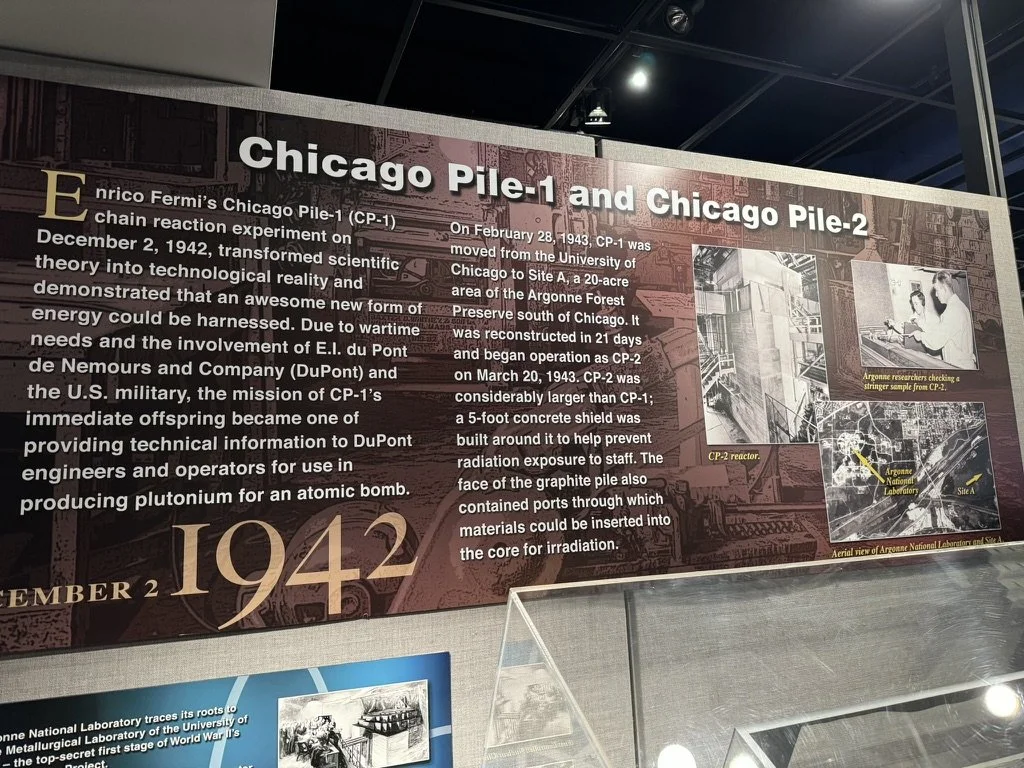 Chicago Pile-1 and Chicago Pile-2
Enrico Fermi's Chicago Pile-1 (CP-1)
chain reaction experiment on
December 2, 1942, transformed scientific
theory into technological reality and
demonstrated that an awesome new form of
energy could be harnessed. Due to wartime
needs and the involvement of E.I. du Pont
de Nemours and Company (DuPont) and
the U.S. military, the mission of CP-1's
immediate offspring became one of
providing technical information to DuPont
engineers and operators for use in
producing plutonium for an atomic bomb.
CEMBER 2 1942
On February 28, 1943, CP-1 was
moved from the University of
Chicago to Site A, a 20-acre
area of the Argonne Forest
Preserve south of Chicago. It
was reconstructed in 21 days
and began operation as CP-2
on March 20, 1943. CP-2 was
considerably larger than CP-1;
a 5-foot concrete shield was
built around it to help prevent
radiation exposure to staff. The
face of the graphite pile also
contained ports through which
materials could be inserted into
the core for irradiation.
CP-2 reactor.
Argonne researchers checking a
stringer sample from CP-2.
Argonne
National
Laboratory
Site A
Aerial view of Argonne National Laboratory and Site A.
onne National Laboratory traces its roots to
e Metallurgical Laboratory of the University of
– the top-secret first stage of World War II's
Project.